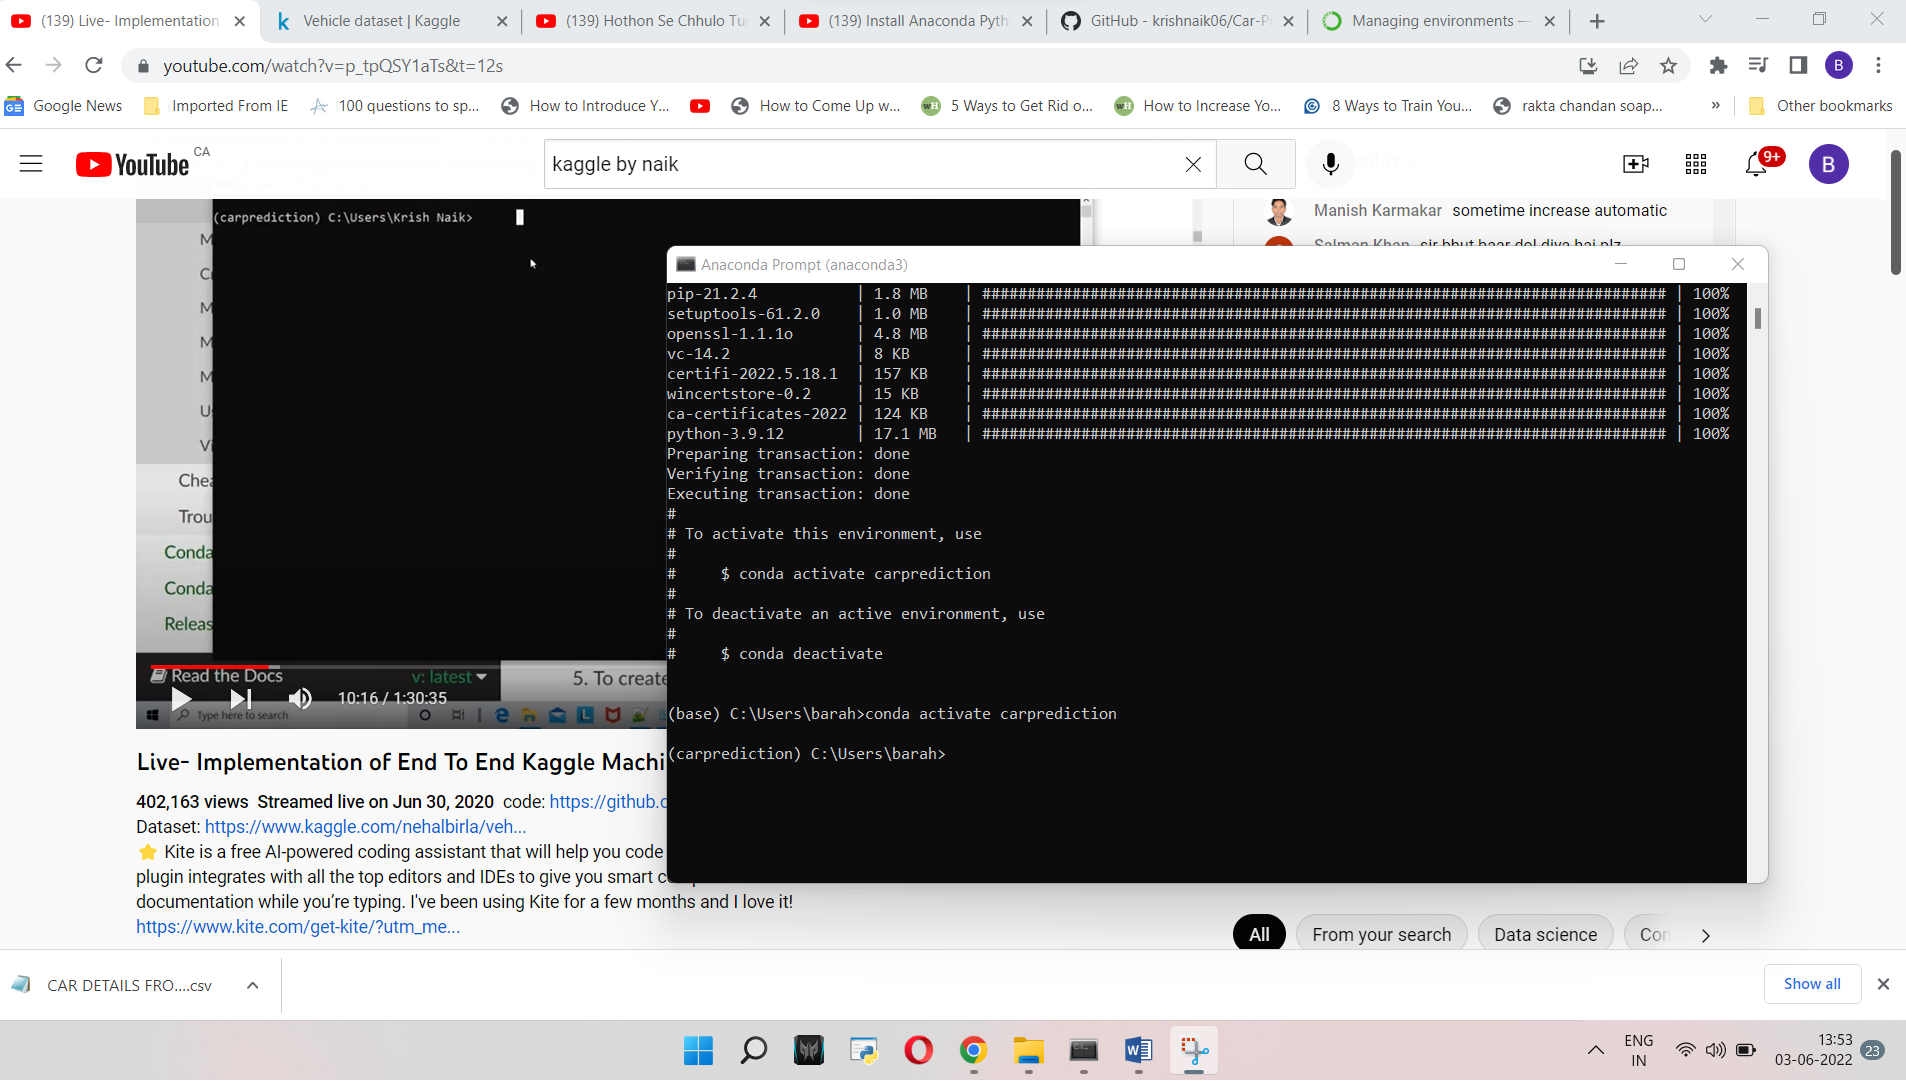 (139) Live- Implementation
Vehicle dataset | Kaggle
(139) Hothon Se Chhulo Tu
(139) Install Anaconda Pyth
GitHub - krishnaik06/Car-P
Managing environments —
youtube.com/watch?v=p_tpQSY1aTs&t=12s
B
Google News
Imported From IE
100 questions to sp...
How to Introduce Y...
How to Come Up w...
5 Ways to Get Rid o...
How to Increase Yo...
8 Ways to Train You...
rakta chandan soap...
»
Other bookmarks
YouTube CA
kaggle by naik
9+
B
(carprediction) C:\Users\Krish Naik>
Manish Karmakar sometime increase automatic
Salman Khan sir bhut baar dol diya hai plz
Anaconda Prompt (anaconda3)
pip-21.2.4 | 1.8 MB | ############################################################################ | 100%
setuptools-61.2.0 | 1.0 MB | ############################################################################ | 100%
openssl-1.1.1o | 4.8 MB | ############################################################################ | 100%
vc-14.2 | 8 KB | ############################################################################ | 100%
certifi-2022.5.18.1 | 157 KB | ############################################################################ | 100%
wincertstore-0.2 | 15 KB | ############################################################################ | 100%
ca-certificates-2022 | 124 KB | ############################################################################ | 100%
python-3.9.12 | 17.1 MB | ############################################################################ | 100%
Preparing transaction: done
Verifying transaction: done
Executing transaction: done
#
# To activate this environment, use
#
# $ conda activate carprediction
#
# To deactivate an active environment, use
#
# $ conda deactivate
(base) C:\Users\barah>conda activate carprediction
(carprediction) C:\Users\barah>
Chea
Trou
Conda
Conda
Releas
Read the Docs
v: latest
5. To create
10:16 / 1:30:35
Type here to search
Live- Implementation of End To End Kaggle Machi
402,163 views Streamed live on Jun 30, 2020 code: https://github.c
Dataset: https://www.kaggle.com/nehalbirla/veh...
Kite is a free AI-powered coding assistant that will help you code
plugin integrates with all the top editors and IDEs to give you smart c
documentation while you’re typing. I've been using Kite for a few months and I love it!
https://www.kite.com/get-kite/?utm_me...
All
From your search
Data science
Con
CAR DETAILS FRO....csv
Show all
ENG
IN
13:53
03-06-2022
23